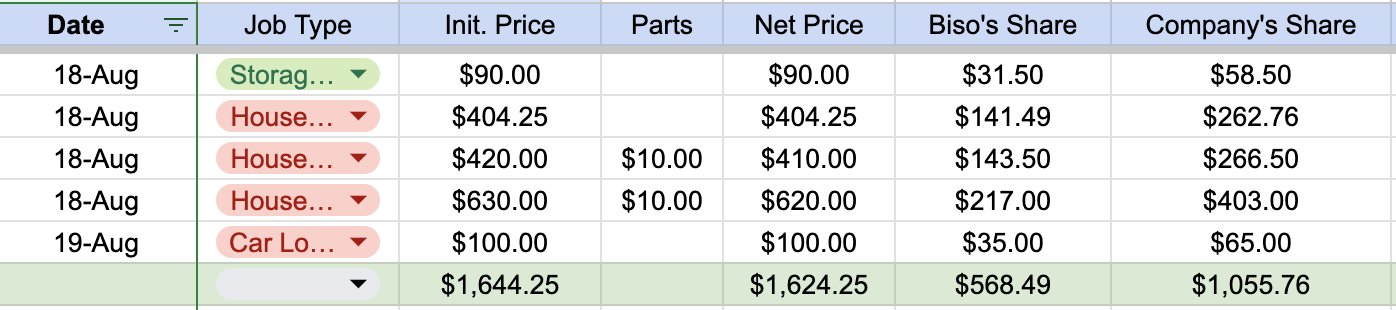 Date Job Type Init. Price Parts Net Price Biso's Share Company's Share
18-Aug Storag... $90.00 $90.00 $31.50 $58.50
18-Aug House... $404.25 $404.25 $141.49 $262.76
18-Aug House... $420.00 $10.00 $410.00 $143.50 $266.50
18-Aug House... $630.00 $10.00 $620.00 $217.00 $403.00
19-Aug Car Lo... $100.00 $100.00 $35.00 $65.00
$1,644.25 $1,624.25 $568.49 $1,055.76